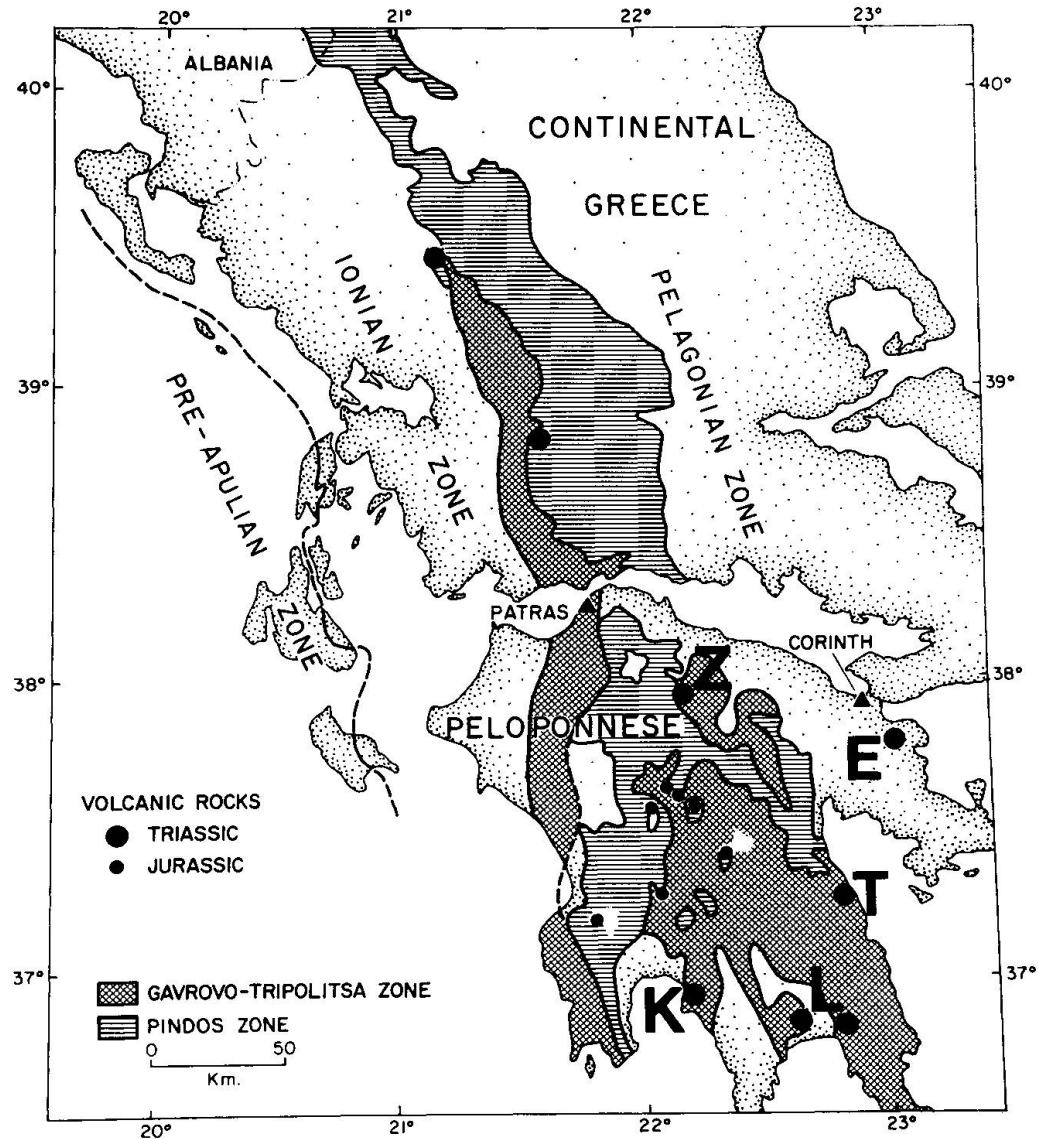 20° 21° 22° 23°
ALBANIA
40° 40°
CONTINENTAL
GREECE
IONIAN
ZONE
PELAGONIAN ZONE
39° 39°
PRE-APULIAN
ZONE
PATRAS
CORINTH
38° 38°
Z
PELOPONNESE
E
VOLCANIC ROCKS
TRIASSIC
JURASSIC
T
37° 37°
GAVROVO-TRIPOLITSA ZONE
K
L
PINDOS ZONE
0 50
Km.
20° 21° 22° 23°